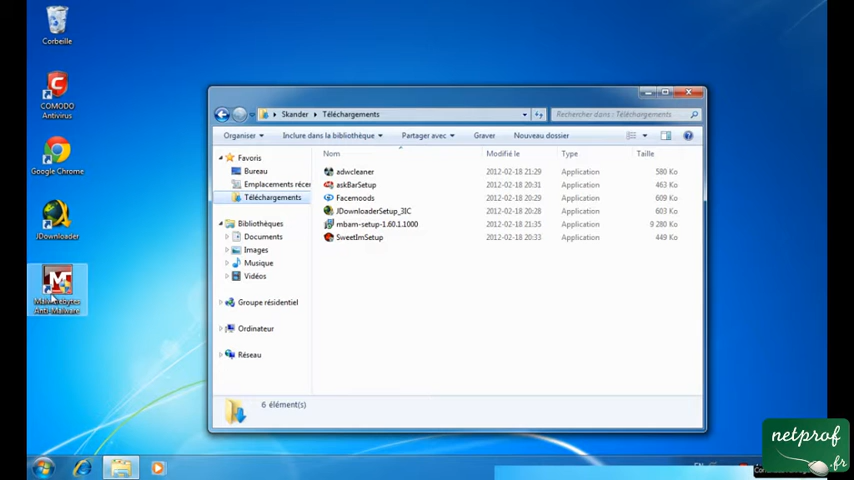 Corbeille
COMODO
Antivirus
Google Chrome
JDownloader
Malwarebytes
Anti-Malware
Skander Téléchargements
Rechercher dans : Téléchargements
Organiser Inclure dans la bibliothèque Partager avec Graver Nouveau dossier
Nom Modifié le Type Taille
Favoris
Bureau
Emplacements réce
Téléchargements
Bibliothèques
Documents
Images
Musique
Vidéos
Groupe résidentiel
Ordinateur
Réseau
adwcleaner 2012-02-18 21:29 Application 580 Ko
askBarSetup 2012-02-18 20:31 Application 463 Ko
Facemoods 2012-02-18 20:29 Application 609 Ko
JDownloaderSetup_3IC 2012-02-18 20:28 Application 603 Ko
mbam-setup-1.60.1.1000 2012-02-18 21:35 Application 9 280 Ko
SweetImSetup 2012-02-18 20:33 Application 449 Ko
6 élément(s)
netprof
.fr